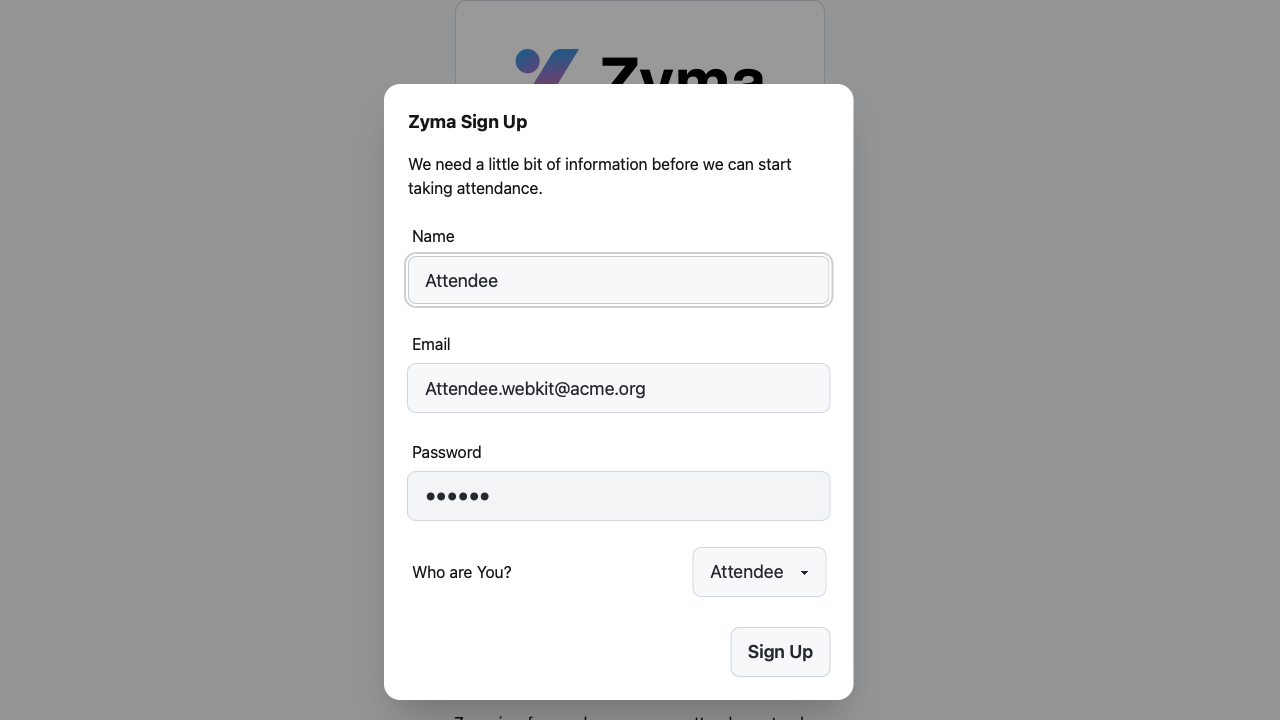 Zyma
Zyma Sign Up
We need a little bit of information before we can start
taking attendance.
Name
Attendee
Email
Attendee.webkit@acme.org
Password
••••••
Who are You?
Attendee
Sign Up